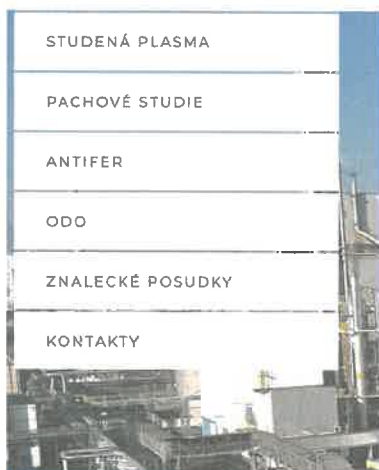 STUDENÁ PLASMA
PACHOVÉ STUDIE
ANTIFER
ODO
ZNALECKÉ POSUDKY
KONTAKTY